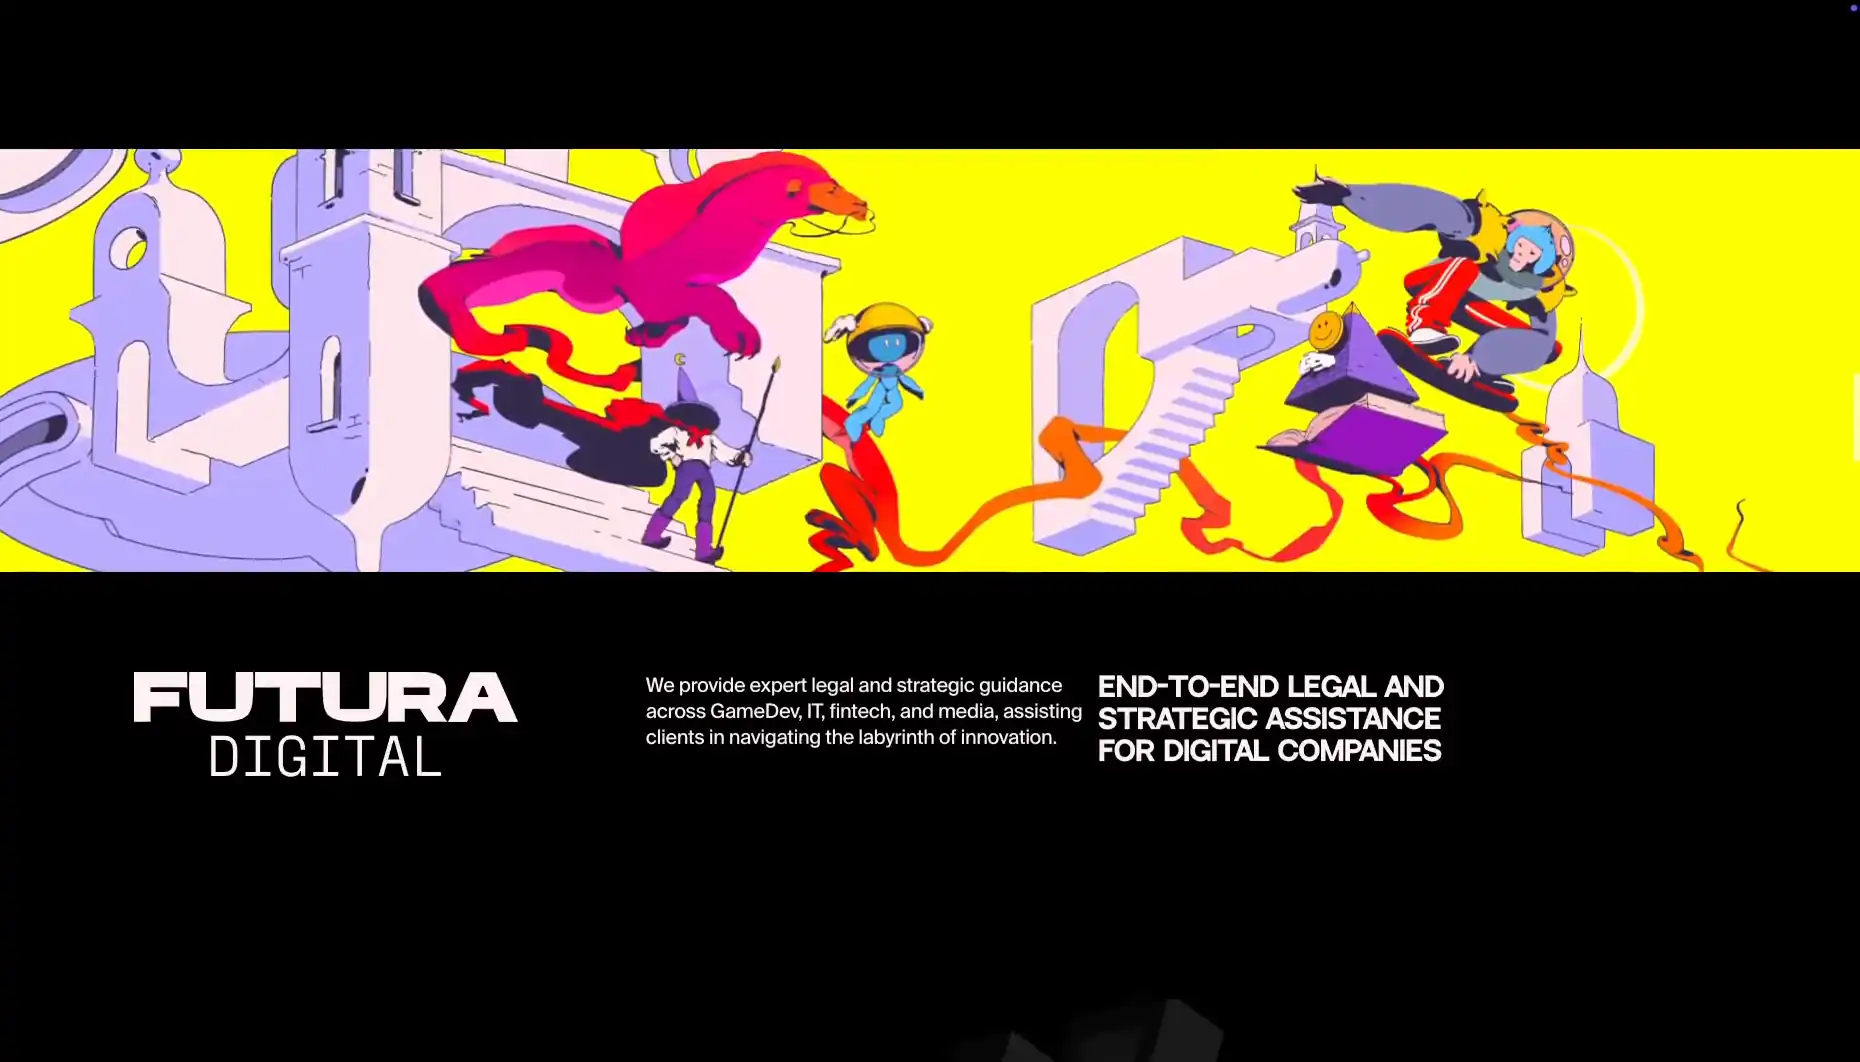 FUTURA
DIGITAL
We provide expert legal and strategic guidance
across GameDev, IT, fintech, and media, assisting
clients in navigating the labyrinth of innovation.
END-TO-END LEGAL AND
STRATEGIC ASSISTANCE
FOR DIGITAL COMPANIES